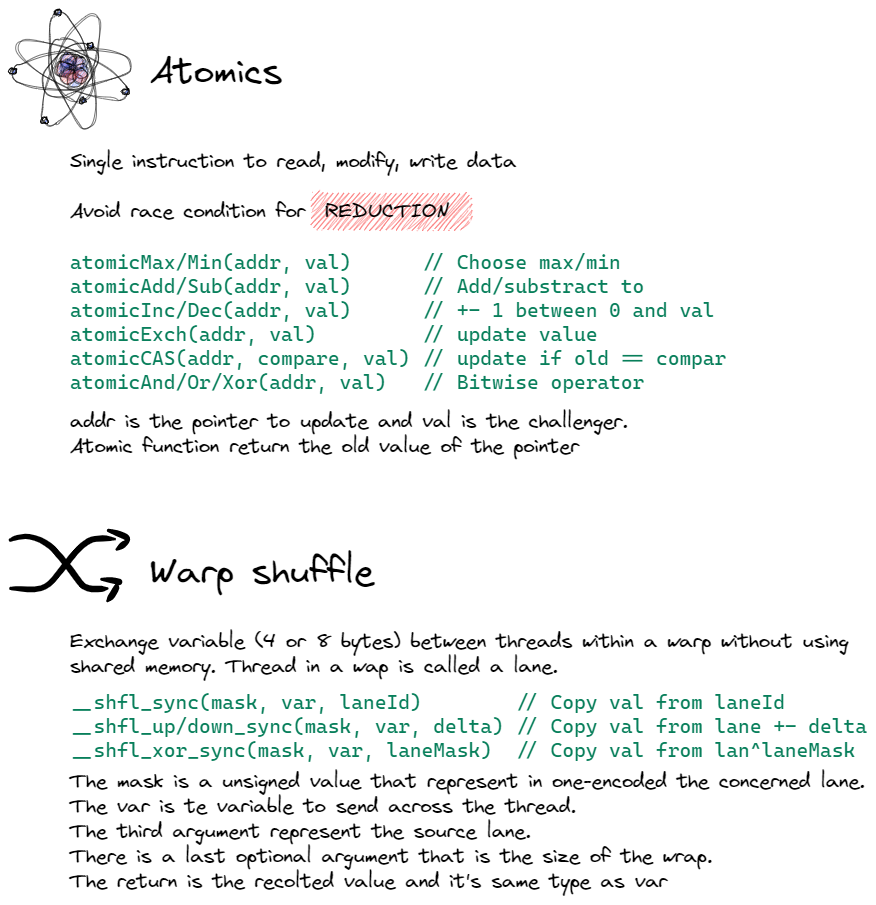 Atomics
Single instruction to read, modify, write data
Avoid race condition for REDUCTION
atomicMax/Min(addr, val) // Choose max/min
atomicAdd/Sub(addr, val) // Add/substract to
atomicInc/Dec(addr, val) // +- 1 between 0 and val
atomicExch(addr, val) // update value
atomicCAS(addr, compare, val) // update if old == compar
atomicAnd/Or/Xor(addr, val) // Bitwise operator
addr is the pointer to update and val is the challenger.
Atomic function return the old value of the pointer
Warp shuffle
Exchange variable (4 or 8 bytes) between threads within a warp without using
shared memory. Thread in a wap is called a lane.
__shfl_sync(mask, var, laneId) // Copy val from laneId
__shfl_up/down_sync(mask, var, delta) // Copy val from lane +- delta
__shfl_xor_sync(mask, var, laneMask) // Copy val from lan^laneMask
The mask is a unsigned value that represent in one-encoded the concerned lane.
The var is te variable to send across the thread.
The third argument represent the source lane.
There is a last optional argument that is the size of the wrap.
The return is the recolted value and it's same type as var